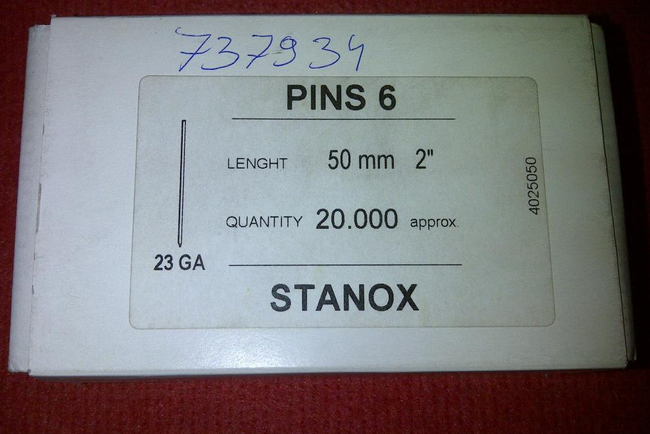 737934
PINS 6
LENGHT 50 mm 2"
QUANTITY 20.000 approx.
23 GA
STANOX
4025050